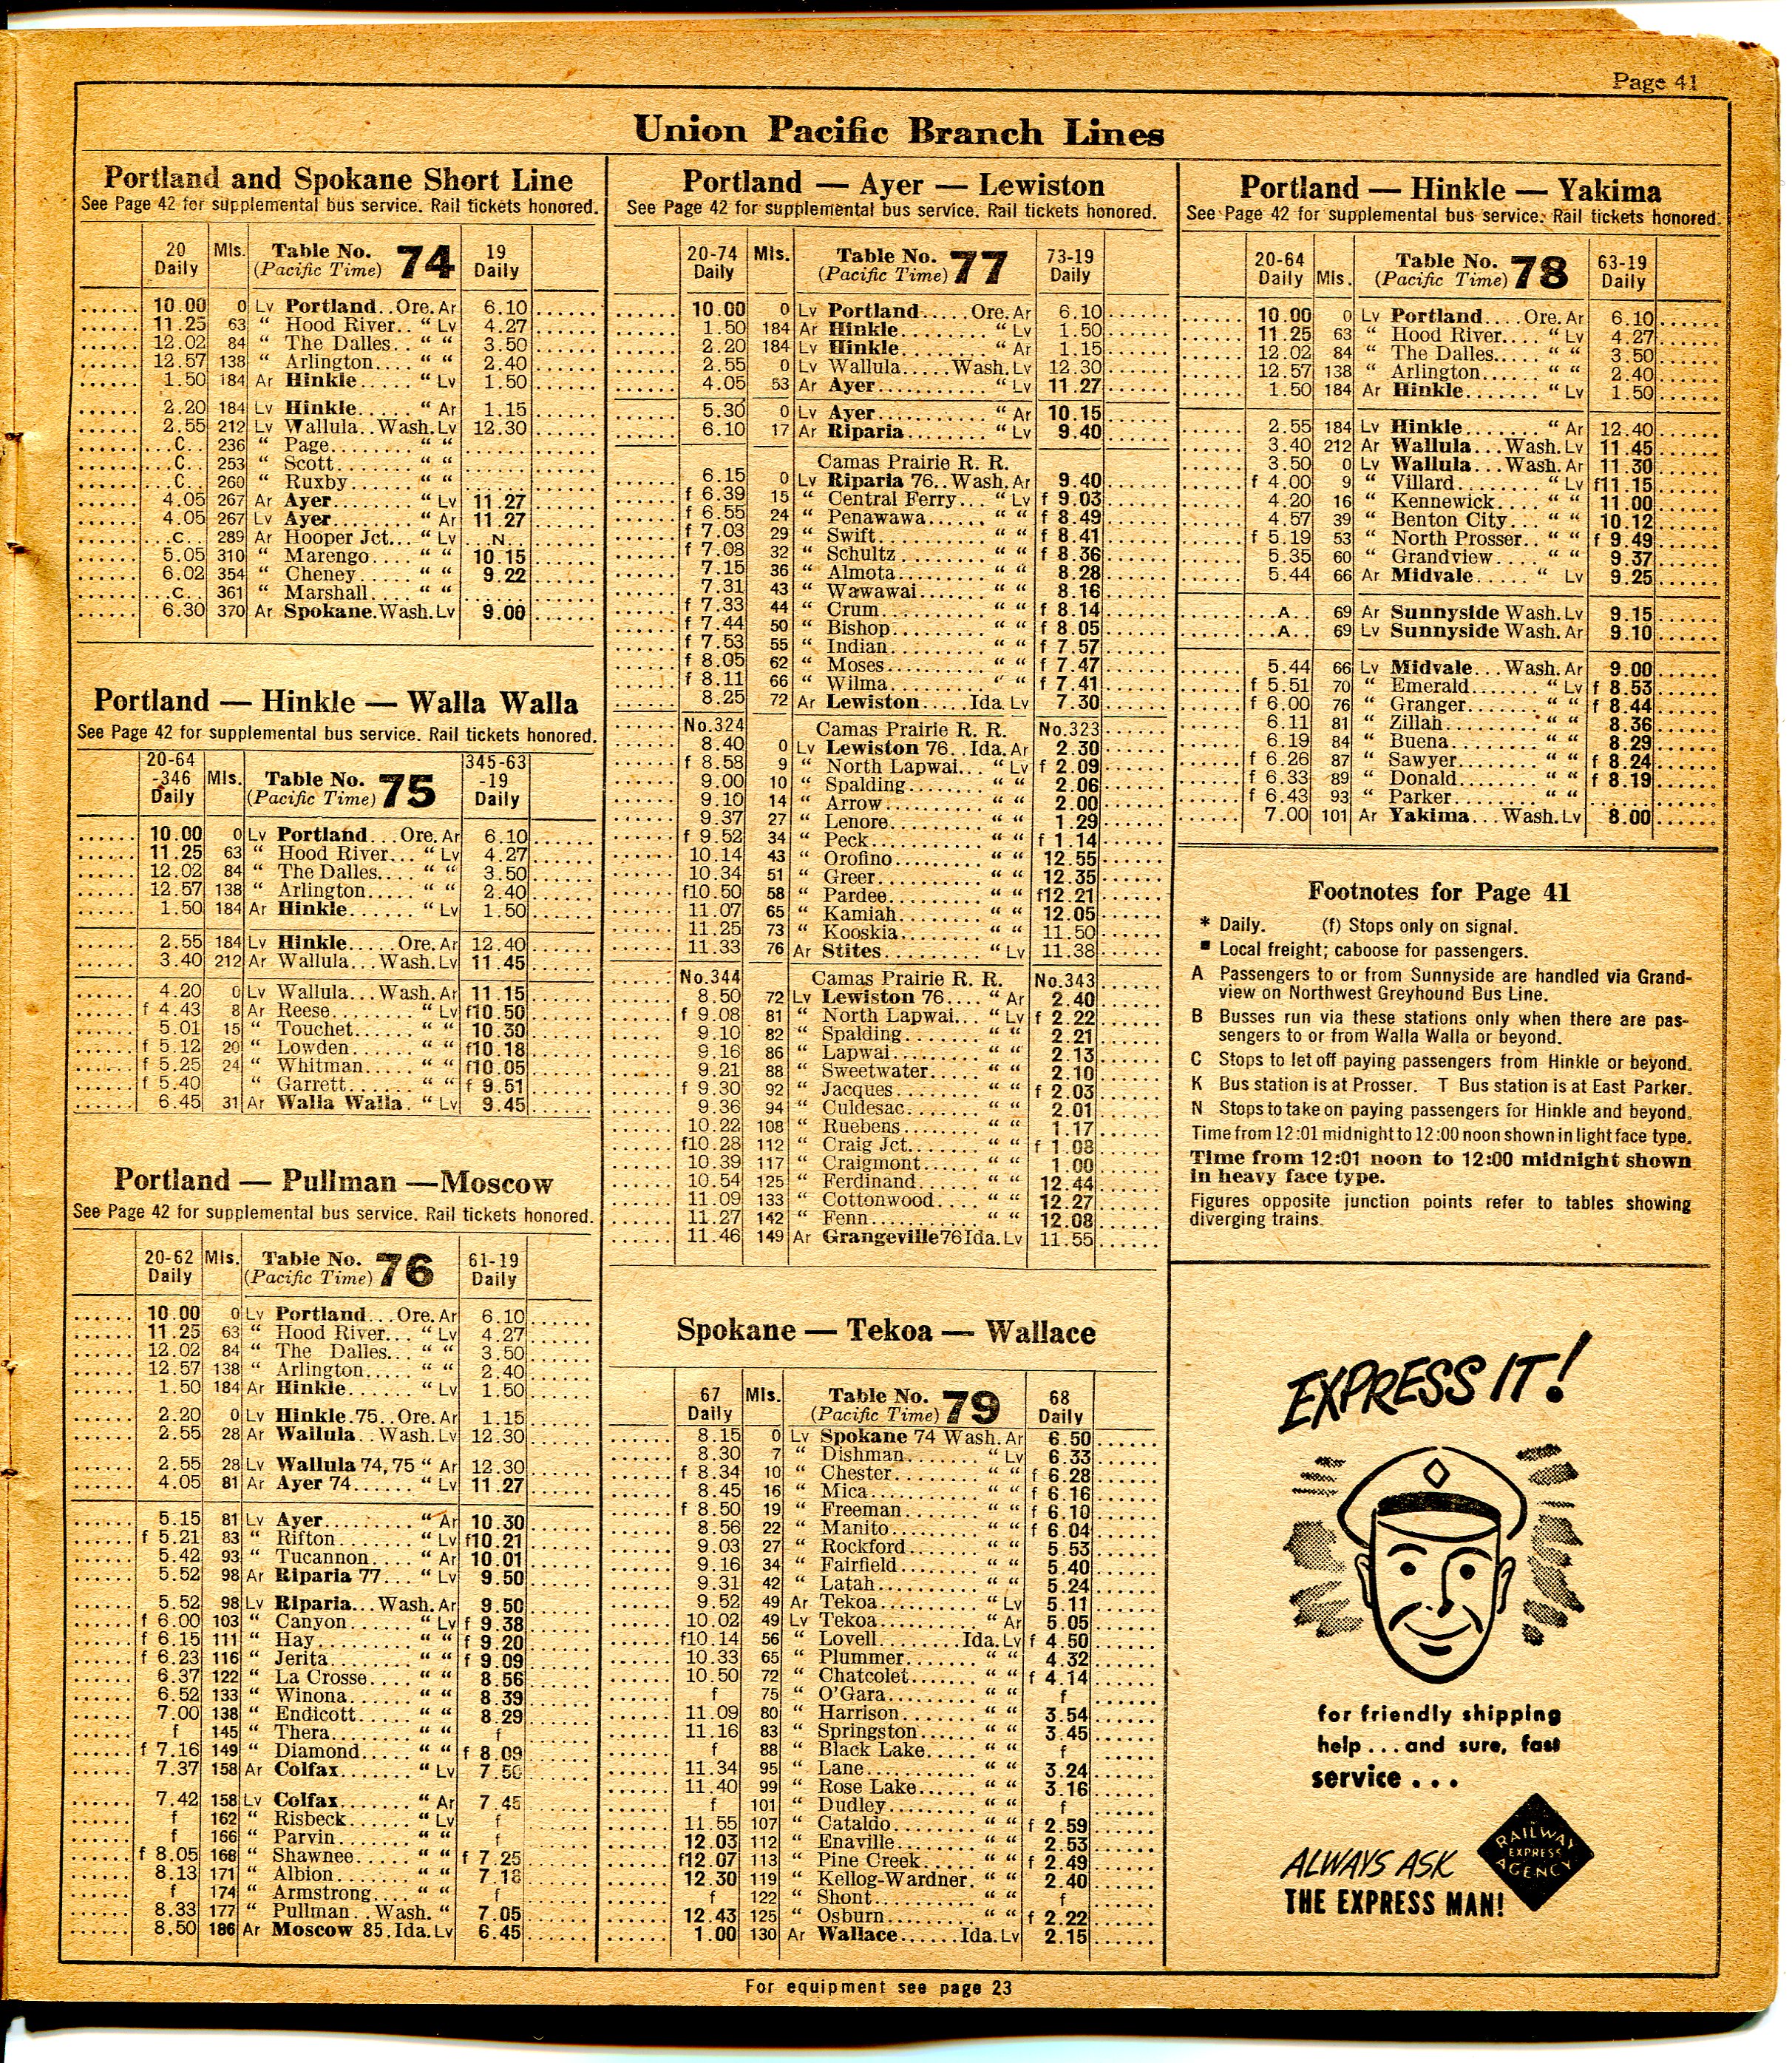 Page 41
Union Pacific Branch Lines
Portland and Spokane Short Line
See Page 42 for supplemental bus service. Rail tickets honored.
20 Daily | Mls. | Table No. 74 (Pacific Time) | 19 Daily
10.00 0 Lv Portland..Ore. Ar 6.10
11.25 63 “ Hood River.. “ Lv 4.27
12.02 84 “ The Dalles.. “ “ 3.50
12.57 138 “ Arlington.... “ “ 2.40
1.50 184 Ar Hinkle..... “ Lv 1.50
2.20 184 Lv Hinkle..... “ Ar 1.15
2.55 212 Lv Wallula..Wash. Lv 12.30
..C.. 236 “ Page........ “ “
..C.. 253 “ Scott....... “ “
..C.. 260 “ Ruxby...... “ “
4.05 267 Ar Ayer........ “ Lv 11.27
4.05 267 Lv Ayer........ “ Ar 11.27
..C.. 289 Ar Hooper Jct... “ Lv ..N..
5.05 310 “ Marengo.... “ “ 10.15
6.02 354 “ Cheney..... “ “ 9.22
..C.. 361 “ Marshall.... “ “
6.30 370 Ar Spokane.Wash. Lv 9.00
Portland — Hinkle — Walla Walla
See Page 42 for supplemental bus service. Rail tickets honored.
20-64 -346 Daily | Mls. | Table No. 75 (Pacific Time) | 345-63 -19 Daily
10.00 0 Lv Portland...Ore. Ar 6.10
11.25 63 “ Hood River... “ Lv 4.27
12.02 84 “ The Dalles.... “ “ 3.50
12.57 138 “ Arlington..... “ “ 2.40
1.50 184 Ar Hinkle...... “ Lv 1.50
2.55 184 Lv Hinkle.....Ore. Ar 12.40
3.40 212 Ar Wallula...Wash. Lv 11.45
4.20 0 Lv Wallula...Wash. Ar 11.15
f 4.43 8 Ar Reese........ “ Lv f10.50
5.01 15 “ Touchet...... “ “ 10.30
f 5.12 20 “ Lowden...... “ “ f10.18
f 5.25 24 “ Whitman..... “ “ f10.05
f 5.40 “ Garrett....... “ “ f 9.51
6.45 31 Ar Walla Walla. “ Lv 9.45
Portland — Pullman —Moscow
See Page 42 for supplemental bus service. Rail tickets honored.
20-62 Daily | Mls. | Table No. 76 (Pacific Time) | 61-19 Daily
10.00 0 Lv Portland...Ore. Ar 6.10
11.25 63 “ Hood River... “ Lv 4.27
12.02 84 “ The Dalles... “ “ 3.50
12.57 138 “ Arlington..... “ “ 2.40
1.50 184 Ar Hinkle...... “ Lv 1.50
2.20 0 Lv Hinkle.75..Ore. Ar 1.15
2.55 28 Ar Wallula..Wash. Lv 12.30
2.55 28 Lv Wallula 74,75 “ Ar 12.30
4.05 81 Ar Ayer 74...... “ Lv 11.27
5.15 81 Lv Ayer......... “ Ar 10.30
f 5.21 83 “ Rifton........ “ Lv f10.21
5.42 93 “ Tucannon.... “ Ar 10.01
5.52 98 Ar Riparia 77... “ Lv 9.50
5.52 98 Lv Riparia...Wash. Ar 9.50
f 6.00 103 “ Canyon...... “ Lv f 9.38
f 6.15 111 “ Hay.......... “ “ f 9.20
f 6.23 116 “ Jerita......... “ “ f 9.09
6.37 122 “ La Crosse.... “ “ 8.56
6.52 133 “ Winona...... “ “ 8.39
7.00 138 “ Endicott..... “ “ 8.29
f 145 “ Thera........ “ “ f
f 7.16 149 “ Diamond..... “ “ f 8.09
7.37 158 Ar Colfax....... “ Lv 7.50
7.42 158 Lv Colfax....... “ Ar 7.45
f 162 “ Risbeck...... “ Lv f
f 166 “ Parvin....... “ “ f
f 8.05 168 “ Shawnee..... “ “ f 7.25
8.13 171 “ Albion....... “ “ 7.18
f 174 “ Armstrong.... “ “ f
8.33 177 “ Pullman..Wash. “ 7.05
8.50 186 Ar Moscow 85.Ida. Lv 6.45
Portland — Ayer — Lewiston
See Page 42 for supplemental bus service. Rail tickets honored.
20-74 Daily | Mls. | Table No. 77 (Pacific Time) | 73-19 Daily
10.00 0 Lv Portland.....Ore. Ar 6.10
1.50 184 Ar Hinkle........ “ Lv 1.50
2.20 184 Lv Hinkle........ “ Ar 1.15
2.55 0 Lv Wallula.....Wash. Lv 12.30
4.05 53 Ar Ayer........... “ Lv 11.27
5.30 0 Lv Ayer........... “ Ar 10.15
6.10 17 Ar Riparia........ “ Lv 9.40
Camas Prairie R. R.
6.15 0 Lv Riparia 76..Wash. Ar 9.40
f 6.39 15 “ Central Ferry... “ Lv f 9.03
f 6.55 24 “ Penawawa...... “ “ f 8.49
f 7.03 29 “ Swift.......... “ “ f 8.41
f 7.08 32 “ Schultz........ “ “ f 8.36
7.15 36 “ Almota........ “ “ 8.28
7.31 43 “ Wawawai...... “ “ 8.16
f 7.33 44 “ Crum.......... “ “ f 8.14
f 7.44 50 “ Bishop......... “ “ f 8.05
f 7.53 55 “ Indian......... “ “ f 7.57
f 8.05 62 “ Moses......... “ “ f 7.47
f 8.11 66 “ Wilma......... “ “ f 7.41
8.25 72 Ar Lewiston.....Ida. Lv 7.30
No.324 Camas Prairie R. R. No.323
8.40 0 Lv Lewiston 76..Ida. Ar 2.30
f 8.58 9 “ North Lapwai... “ Lv f 2.09
9.00 10 “ Spalding....... “ “ 2.06
9.10 14 “ Arrow......... “ “ 2.00
9.37 27 “ Lenore......... “ “ 1.29
f 9.52 34 “ Peck.......... “ “ f 1.14
10.14 43 “ Orofino........ “ “ 12.55
10.34 51 “ Greer.......... “ “ 12.35
f10.50 58 “ Pardee......... “ “ f12.21
11.07 65 “ Kamiah........ “ “ 12.05
11.25 73 “ Kooskia........ “ “ 11.50
11.33 76 Ar Stites......... “ Lv 11.38
No.344 Camas Prairie R. R. No.343
8.50 72 Lv Lewiston 76.... “ Ar 2.40
f 9.08 81 “ North Lapwai... “ Lv f 2.22
9.10 82 “ Spalding....... “ “ 2.21
9.16 86 “ Lapwai........ “ “ 2.13
9.21 88 “ Sweetwater..... “ “ 2.10
f 9.30 92 “ Jacques........ “ “ f 2.03
9.36 94 “ Culdesac....... “ “ 2.01
10.22 108 “ Ruebens....... “ “ 1.17
f10.28 112 “ Craig Jct....... “ “ f 1.08
10.39 117 “ Craigmont...... “ “ 1.00
10.54 125 “ Ferdinand...... “ “ 12.44
11.09 133 “ Cottonwood.... “ “ 12.27
11.27 142 “ Fenn........... “ “ 12.08
11.46 149 Ar Grangeville76Ida. Lv 11.55
Spokane — Tekoa — Wallace
67 Daily | Mls. | Table No. 79 (Pacific Time) | 68 Daily
8.15 0 Lv Spokane 74 Wash. Ar 6.50
8.30 7 “ Dishman....... “ Lv 6.33
f 8.34 10 “ Chester........ “ “ f 6.28
8.45 16 “ Mica........... “ “ f 6.16
f 8.50 19 “ Freeman....... “ “ f 6.10
8.56 22 “ Manito........ “ “ f 6.04
9.03 27 “ Rockford....... “ “ 5.53
9.16 34 “ Fairfield....... “ “ 5.40
9.31 42 “ Latah.......... “ “ 5.24
9.52 49 Ar Tekoa.......... “ Lv 5.11
10.02 49 Lv Tekoa.......... “ Ar 5.05
f10.14 56 “ Lovell........Ida. Lv f 4.50
10.33 65 “ Plummer....... “ “ 4.32
10.50 72 “ Chatcolet....... “ “ f 4.14
f 75 “ O'Gara......... “ “ f
11.09 80 “ Harrison....... “ “ 3.54
11.16 83 “ Springston...... “ “ 3.45
f 88 “ Black Lake..... “ “ f
11.34 95 “ Lane.......... “ “ 3.24
11.40 99 “ Rose Lake...... “ “ 3.16
f 101 “ Dudley........ “ “ f
11.55 107 “ Cataldo........ “ “ f 2.59
12.03 112 “ Enaville........ “ “ 2.53
f12.07 113 “ Pine Creek..... “ “ f 2.49
12.30 119 “ Kellog-Wardner. “ “ 2.40
f 122 “ Shont.......... “ “ f
12.43 125 “ Osburn........ “ “ f 2.22
1.00 130 Ar Wallace......Ida. Lv 2.15
Portland — Hinkle — Yakima
See Page 42 for supplemental bus service. Rail tickets honored.
20-64 Daily | Mls. | Table No. 78 (Pacific Time) | 63-19 Daily
10.00 0 Lv Portland....Ore. Ar 6.10
11.25 63 “ Hood River.... “ Lv 4.27
12.02 84 “ The Dalles..... “ “ 3.50
12.57 138 “ Arlington...... “ “ 2.40
1.50 184 Ar Hinkle....... “ Lv 1.50
2.55 184 Lv Hinkle........ “ Ar 12.40
3.40 212 Ar Wallula...Wash. Lv 11.45
3.50 0 Lv Wallula...Wash. Ar 11.30
f 4.00 9 “ Villard........ “ Lv f11.15
4.20 16 “ Kennewick.... “ “ 11.00
4.57 39 “ Benton City... “ “ 10.12
f 5.19 53 “ North Prosser.. “ “ f 9.49
5.35 60 “ Grandview.... “ “ 9.37
5.44 66 Ar Midvale..... “ Lv 9.25
...A.. 69 Ar Sunnyside Wash. Lv 9.15
...A.. 69 Lv Sunnyside Wash. Ar 9.10
5.44 66 Lv Midvale...Wash. Ar 9.00
f 5.51 70 “ Emerald....... “ Lv f 8.53
f 6.00 76 “ Granger....... “ “ f 8.44
6.11 81 “ Zillah......... “ “ 8.36
6.19 84 “ Buena......... “ “ 8.29
f 6.26 87 “ Sawyer........ “ “ f 8.24
f 6.33 89 “ Donald........ “ “ f 8.19
f 6.43 93 “ Parker........ “ “
7.00 101 Ar Yakima...Wash. Lv 8.00
Footnotes for Page 41
* Daily. (f) Stops only on signal.
■ Local freight; caboose for passengers.
A Passengers to or from Sunnyside are handled via Grand-
view on Northwest Greyhound Bus Line.
B Busses run via these stations only when there are pas-
sengers to or from Walla Walla or beyond.
C Stops to let off paying passengers from Hinkle or beyond.
K Bus station is at Prosser. T Bus station is at East Parker.
N Stops to take on paying passengers for Hinkle and beyond.
Time from 12:01 midnight to 12:00 noon shown in light face type.
Time from 12:01 noon to 12:00 midnight shown
in heavy face type.
Figures opposite junction points refer to tables showing
diverging trains.
EXPRESS IT!
for friendly shipping
help...and sure, fast
service...
ALWAYS ASK
THE EXPRESS MAN!
RAILWAY
EXPRESS
AGENCY
For equipment see page 23